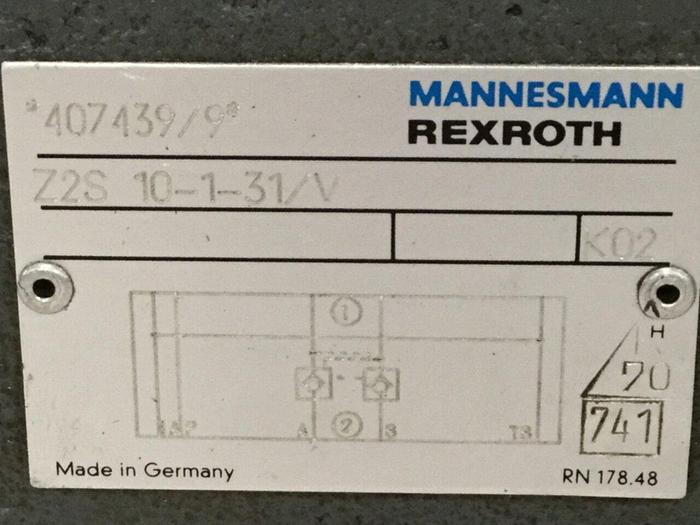 *407439/9*
MANNESMANN
REXROTH
Z2S 10-1-31/V
K02
1
2
A
B
H
70
741
Made in Germany
RN 178.48